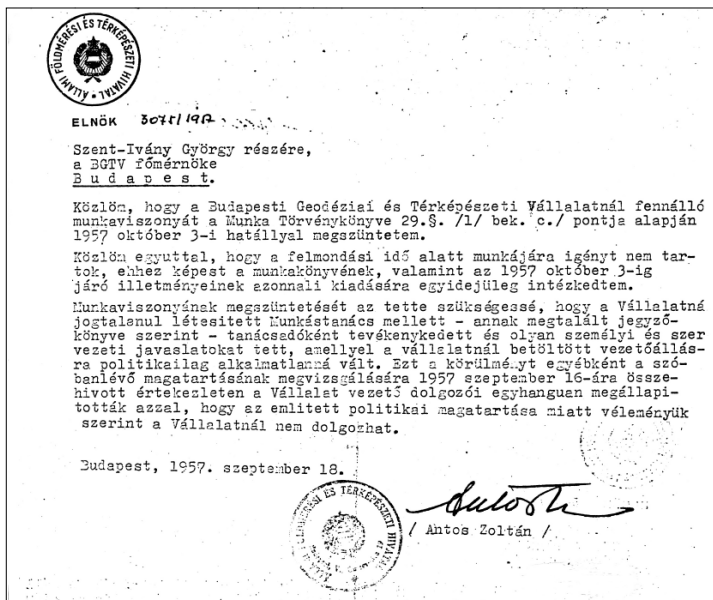 ÁLLAMI FÖLDMÉRÉSI ÉS TÉRKÉPÉSZETI HIVATAL
ELNÖK 3075/1957
Szent-Ivány György részére,
a BGTV főmérnöke
B u d a p e s t.
Közlöm, hogy a Budapesti Geodéziai és Térképészeti Vállalatnál fennálló
munkaviszonyát a Munka Törvénykönyve 29.§. /1/ bek. c./ pontja alapján
1957 október 3-i hatállyal megszüntetem.
Közlöm egyuttal, hogy a felmondási idő alatt munkájára igényt nem tar-
tok, ehhez képest a munkakönyvének, valamint az 1957 október 3-ig
járó illetményeinek azonnali kiadására egyidejüleg intézkedtem.
Munkaviszonyának megszüntetését az tette szükségessé, hogy a Vállalatná
jogtalanul létesitett Munkástanács mellett - annak megtalált jegyző-
könyve szerint - tanácsadóként tevékenykedett és olyan személyi és szer
vezeti javaslatokat tett, amellyel a vállalatnál betöltött vezetőállás-
ra politikailag alkalmatlanná vált. Ezt a körülményt egyébként a szó-
banlévő magatartásának megvizsgálására 1957 szeptember 16-ára össze-
hivott értekezleten a Vállalat vezető dolgozói egyhanguan megállapi-
tották azzal, hogy az emlitett politikai magatartása miatt véleményük
szerint a Vállalatnál nem dolgozhat.
Budapest, 1957. szeptember 18.
/ Antos Zoltán /
ÁLLAMI FÖLDMÉRÉSI ÉS TÉRKÉPÉSZETI HIVATAL